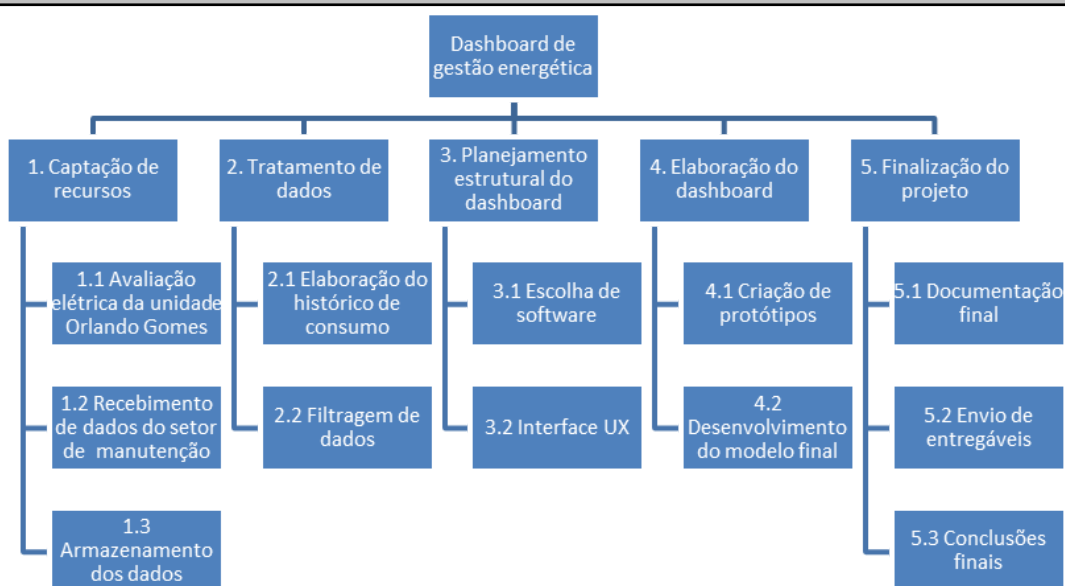 Dashboard de
gestão energética
1. Captação de
recursos
2. Tratamento de
dados
3. Planejamento
estrutural do
dashboard
4. Elaboração do
dashboard
5. Finalização do
projeto
1.1 Avaliação
elétrica da unidade
Orlando Gomes
1.2 Recebimento
de dados do setor
de manutenção
1.3
Armazenamento
dos dados
2.1 Elaboração do
histórico de
consumo
2.2 Filtragem de
dados
3.1 Escolha de
software
3.2 Interface UX
4.1 Criação de
protótipos
4.2
Desenvolvimento
do modelo final
5.1 Documentação
final
5.2 Envio de
entregáveis
5.3 Conclusões
finais